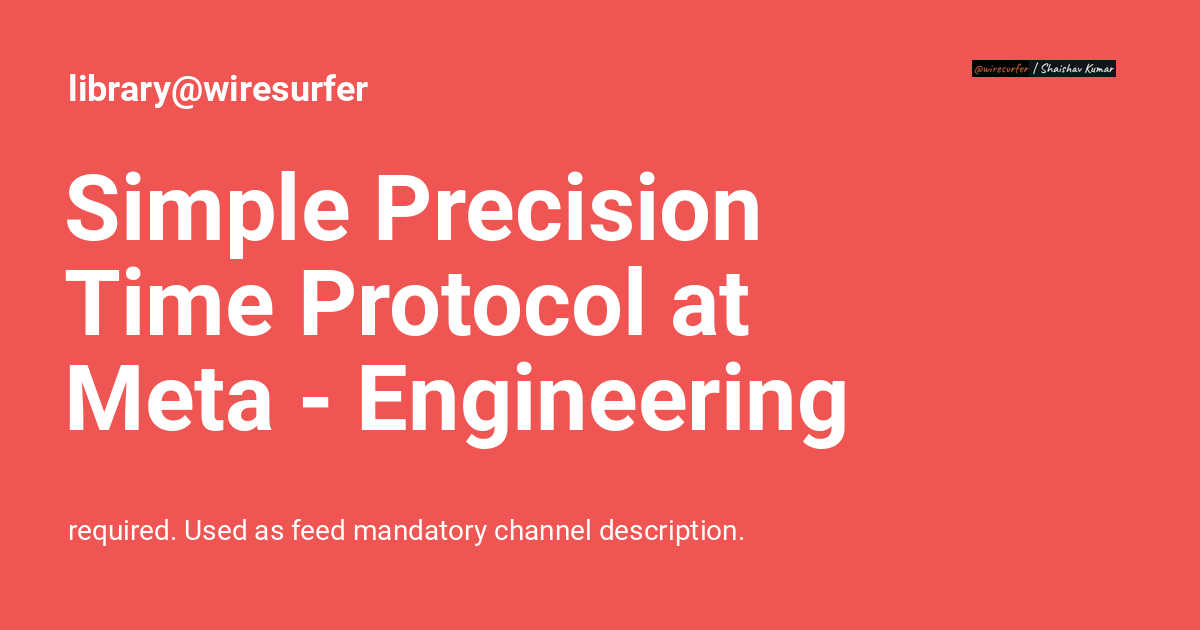 library@wiresurfer
@wiresurfer | Shaishav Kumar
Simple Precision
Time Protocol at
Meta - Engineering
required. Used as feed mandatory channel description.